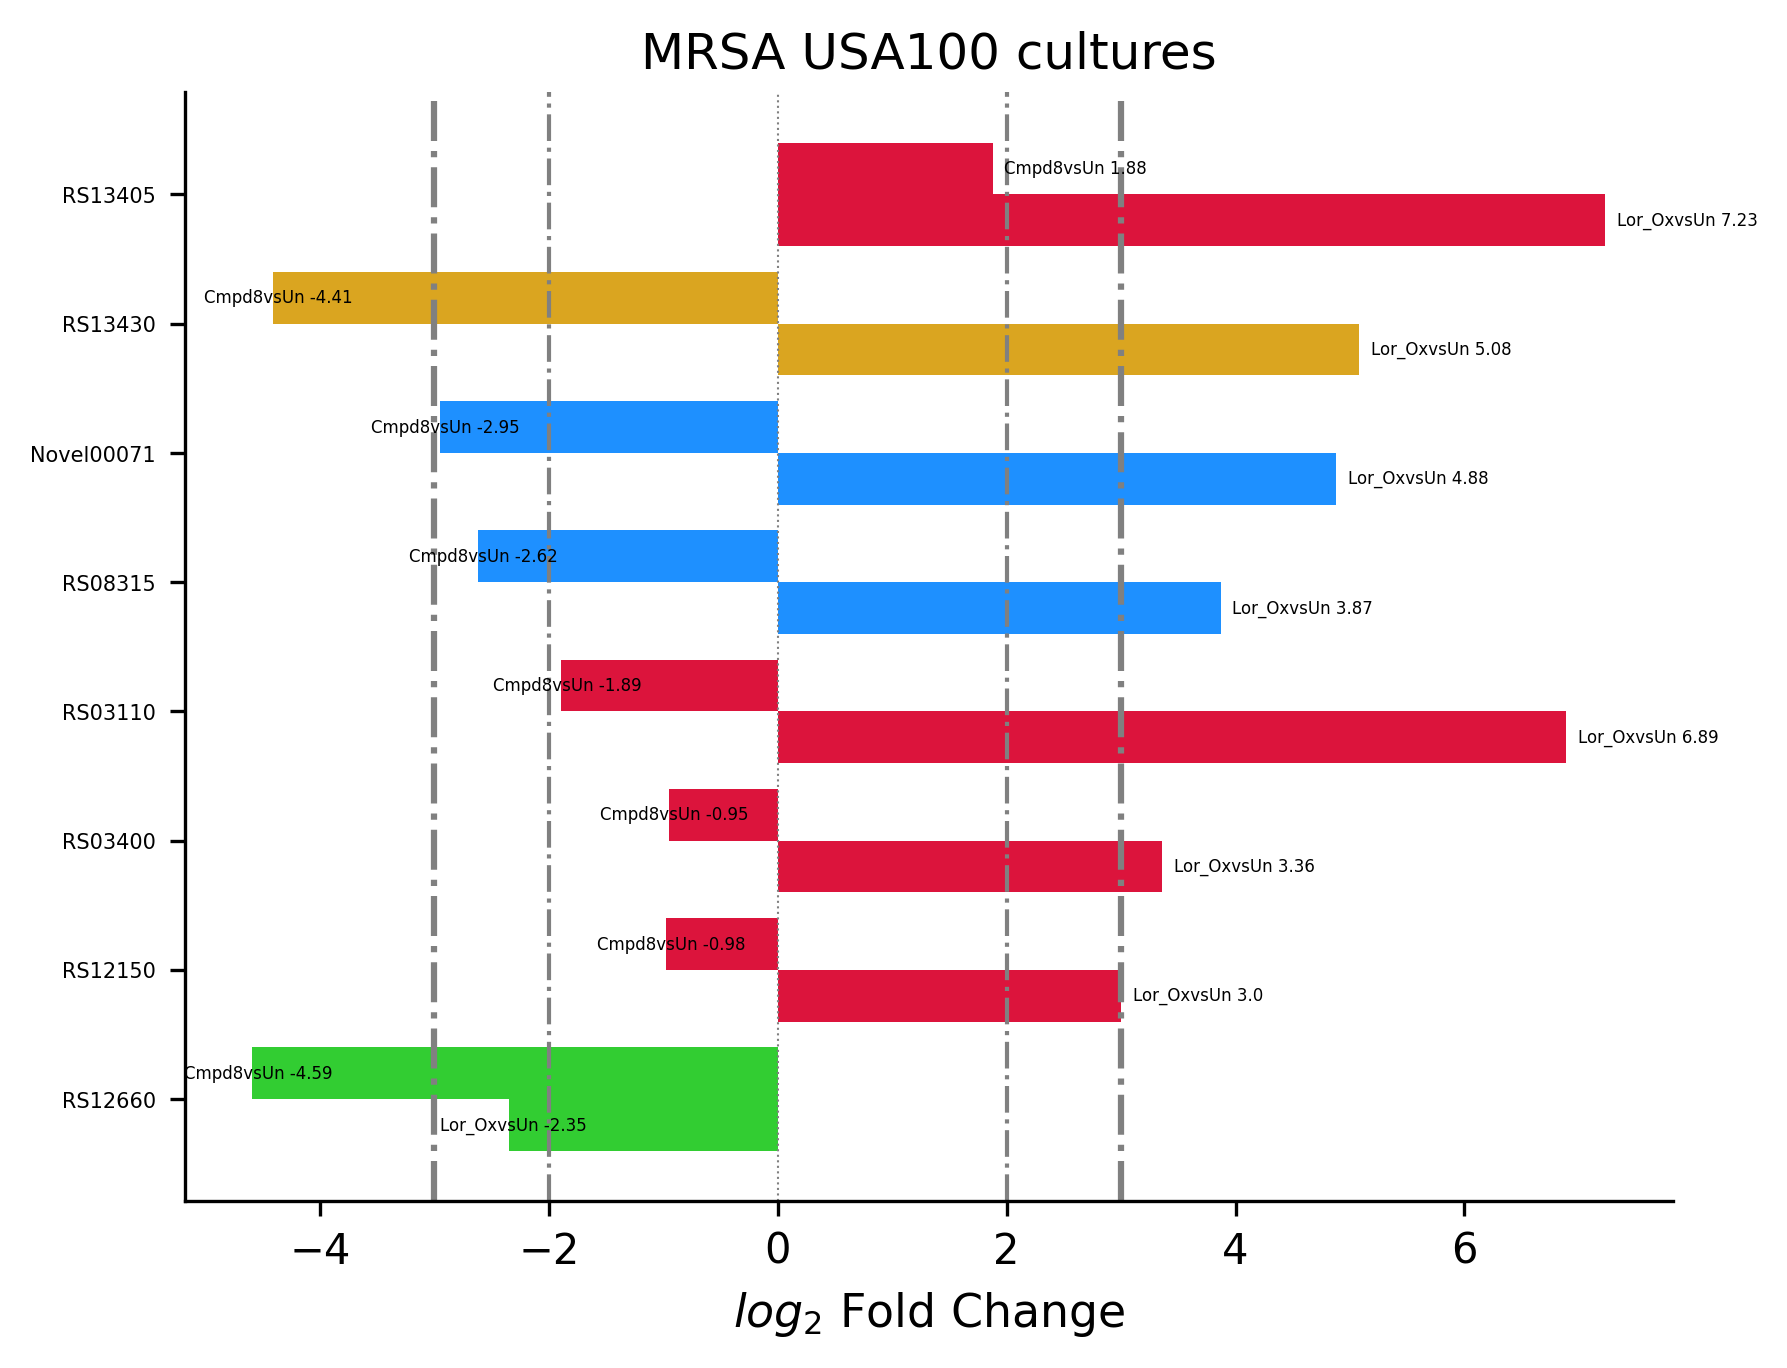 MRSA USA100 cultures
RS13405
Cmpd8vsUn 1.88
Lor_OxvsUn 7.23
RS13430
Cmpd8vsUn -4.41
Lor_OxvsUn 5.08
Novel00071
Cmpd8vsUn -2.95
Lor_OxvsUn 4.88
RS08315
Cmpd8vsUn -2.62
Lor_OxvsUn 3.87
RS03110
Cmpd8vsUn -1.89
Lor_OxvsUn 6.89
RS03400
Cmpd8vsUn -0.95
Lor_OxvsUn 3.36
RS12150
Cmpd8vsUn -0.98
Lor_OxvsUn 3.0
RS12660
Cmpd8vsUn -4.59
Lor_OxvsUn -2.35
−4 −2 0 2 4 6
log₂ Fold Change